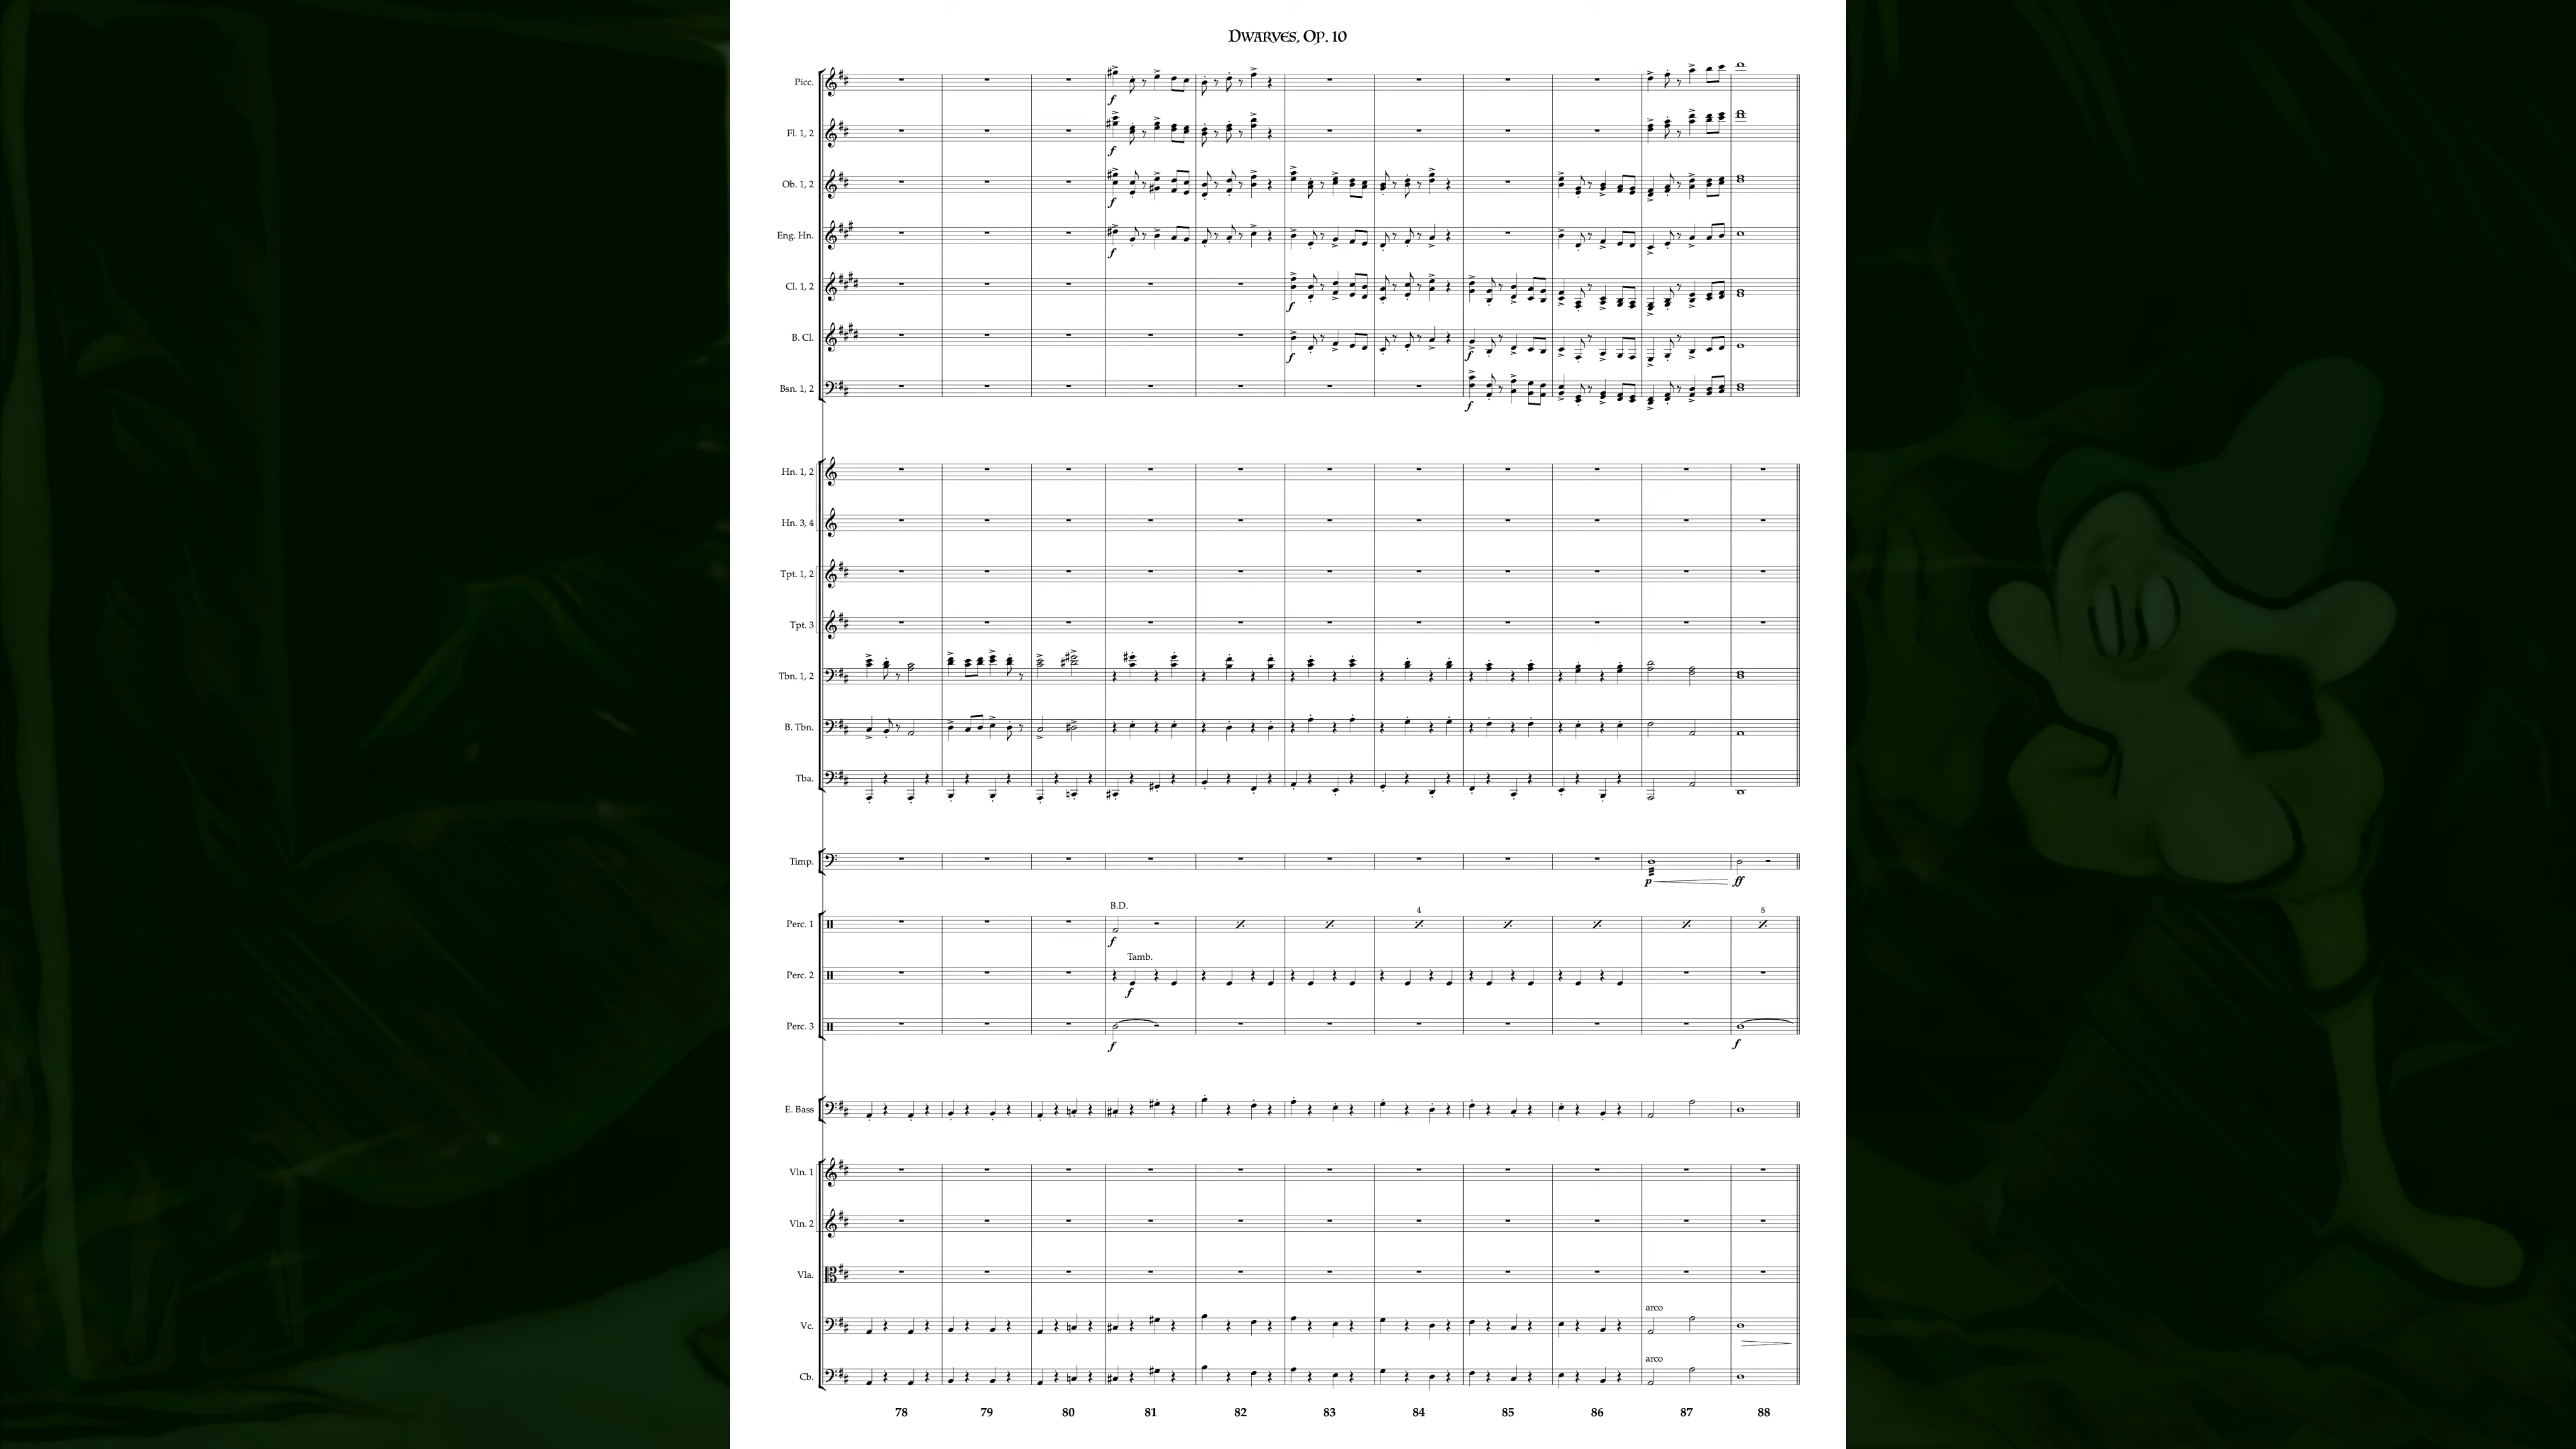 Dwarves, Op. 10
Picc.
f
Fl. 1, 2
f
Ob. 1, 2
f
Eng. Hn.
f
Cl. 1, 2
f
B. Cl.
f f
Bsn. 1, 2
f
Hn. 1, 2
Hn. 3, 4
Tpt. 1, 2
Tpt. 3
Tbn. 1, 2
B. Tbn.
Tba.
Timp.
p ff
B.D.
4 8
Perc. 1
f
Tamb.
Perc. 2
f
Perc. 3
f f
E. Bass
Vln. 1
Vln. 2
Vla.
arco
Vc.
arco
Cb.
78 79 80 81 82 83 84 85 86 87 88